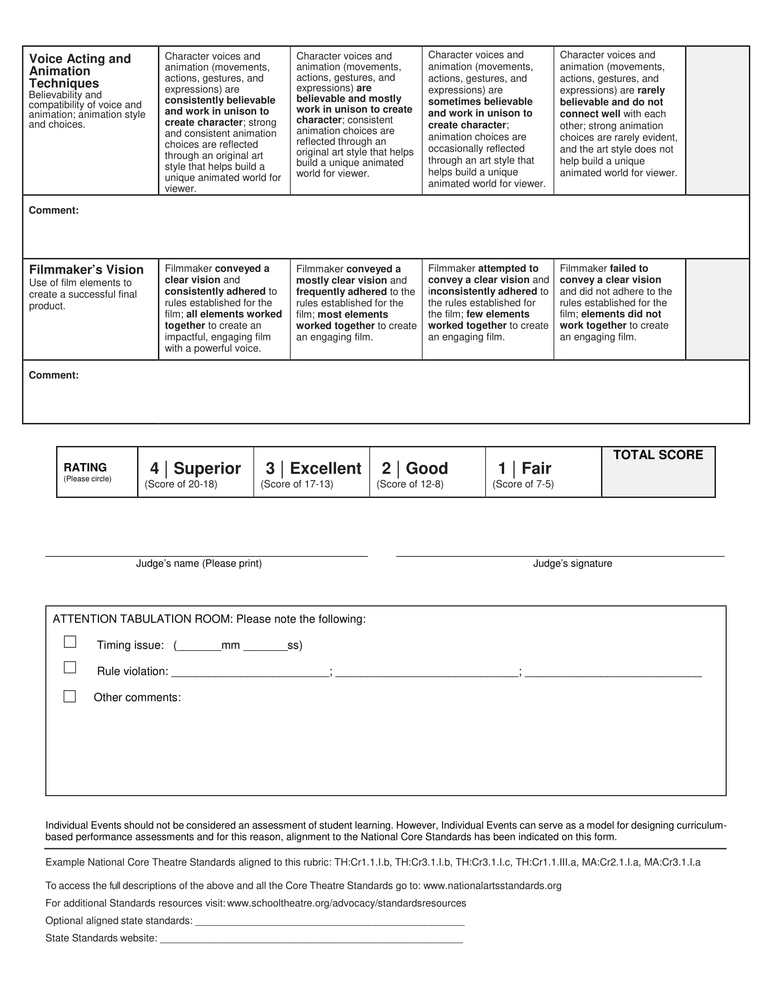 Voice Acting and
Animation
Techniques
Believability and
compatibility of voice and
animation; animation style
and choices.
Character voices and
animation (movements,
actions, gestures, and
expressions) are
consistently believable
and work in unison to
create character; strong
and consistent animation
choices are reflected
through an original art
style that helps build a
unique animated world for
viewer.
Character voices and
animation (movements,
actions, gestures, and
expressions) are
believable and mostly
work in unison to create
character; consistent
animation choices are
reflected through an
original art style that helps
build a unique animated
world for viewer.
Character voices and
animation (movements,
actions, gestures, and
expressions) are
sometimes believable
and work in unison to
create character;
animation choices are
occasionally reflected
through an art style that
helps build a unique
animated world for viewer.
Character voices and
animation (movements,
actions, gestures, and
expressions) are rarely
believable and do not
connect well with each
other; strong animation
choices are rarely evident,
and the art style does not
help build a unique
animated world for viewer.
Comment:
Filmmaker’s Vision
Use of film elements to
create a successful final
product.
Filmmaker conveyed a
clear vision and
consistently adhered to
rules established for the
film; all elements worked
together to create an
impactful, engaging film
with a powerful voice.
Filmmaker conveyed a
mostly clear vision and
frequently adhered to the
rules established for the
film; most elements
worked together to create
an engaging film.
Filmmaker attempted to
convey a clear vision and
inconsistently adhered to
the rules established for
the film; few elements
worked together to create
an engaging film.
Filmmaker failed to
convey a clear vision
and did not adhere to the
rules established for the
film; elements did not
work together to create
an engaging film.
Comment:
RATING
(Please circle)
4 | Superior
(Score of 20-18)
3 | Excellent
(Score of 17-13)
2 | Good
(Score of 12-8)
1 | Fair
(Score of 7-5)
TOTAL SCORE
Judge’s name (Please print)
Judge’s signature
ATTENTION TABULATION ROOM: Please note the following:
Timing issue: (_______mm _______ss)
Rule violation: _________________________; _____________________________; ____________________________
Other comments:
Individual Events should not be considered an assessment of student learning. However, Individual Events can serve as a model for designing curriculum-
based performance assessments and for this reason, alignment to the National Core Standards has been indicated on this form.
Example National Core Theatre Standards aligned to this rubric: TH:Cr1.1.I.b, TH:Cr3.1.I.b, TH:Cr3.1.I.c, TH:Cr1.1.III.a, MA:Cr2.1.I.a, MA:Cr3.1.I.a
To access the full descriptions of the above and all the Core Theatre Standards go to: www.nationalartsstandards.org
For additional Standards resources visit: www.schooltheatre.org/advocacy/standardsresources
Optional aligned state standards: ________________________________________________
State Standards website: ______________________________________________________